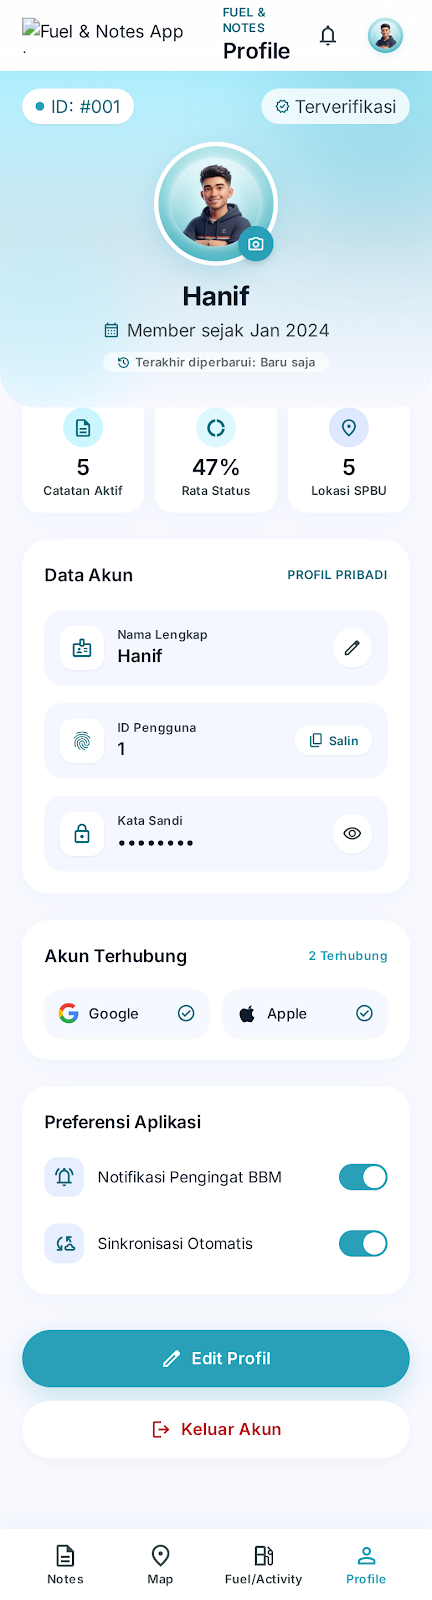 Fuel & Notes App
.
FUEL &
NOTES
Profile
ID: #001
Terverifikasi
Hanif
Member sejak Jan 2024
Terakhir diperbarui: Baru saja
5
Catatan Aktif
47%
Rata Status
5
Lokasi SPBU
Data Akun
PROFIL PRIBADI
Nama Lengkap
Hanif
ID Pengguna
1
Salin
Kata Sandi
••••••••
Akun Terhubung
2 Terhubung
Google
Apple
Preferensi Aplikasi
Notifikasi Pengingat BBM
Sinkronisasi Otomatis
Edit Profil
Keluar Akun
Notes
Map
Fuel/Activity
Profile